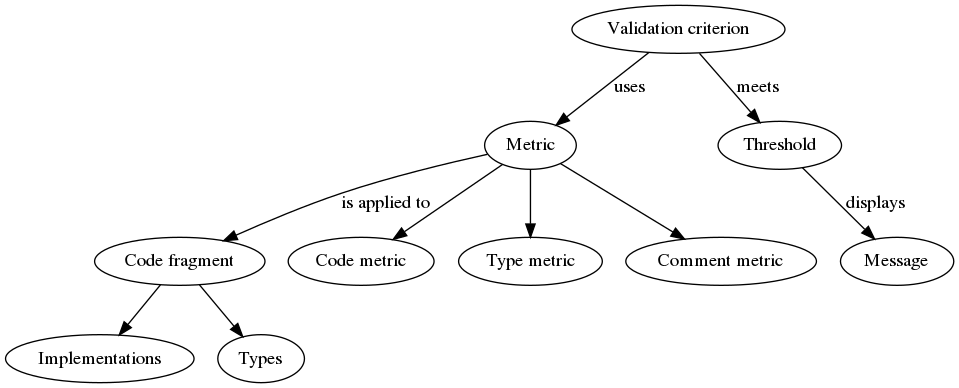 Validation criterion
uses
meets
Metric
Threshold
is applied to
displays
Code fragment
Code metric
Type metric
Comment metric
Message
Implementations
Types